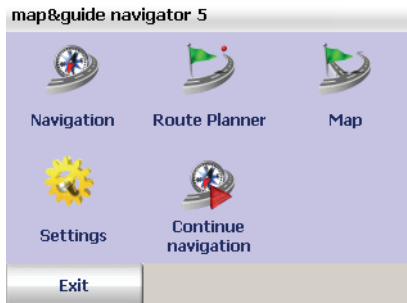 map&guide navigator 5
Navigation
Route Planner
Map
Settings
Continue
navigation
Exit